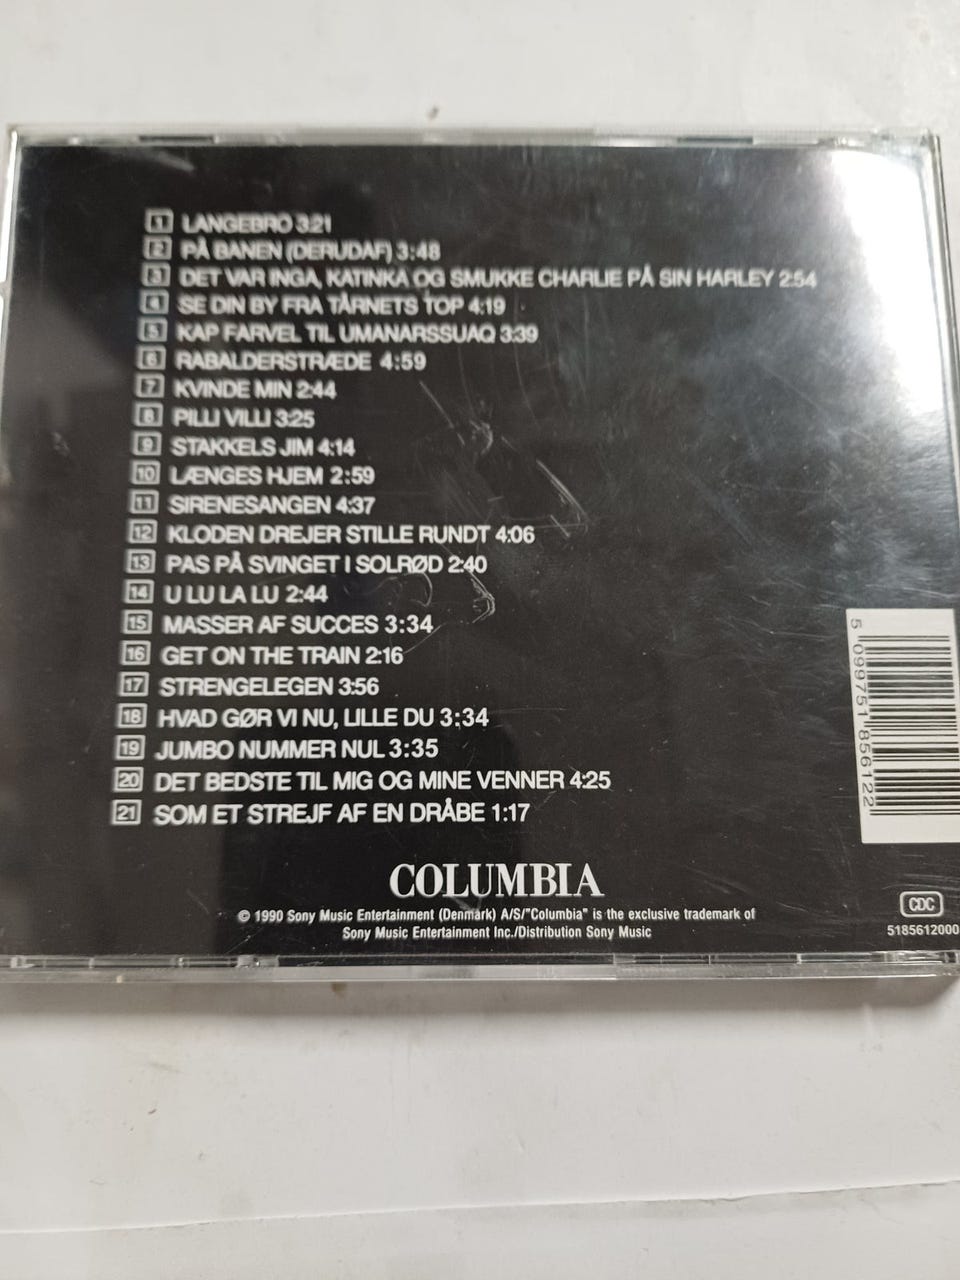 1 LANGEBRO 3:21
2 PÅ BANEN (DERUDAF) 3:48
3 DET VAR INGA, KATINKA OG SMUKKE CHARLIE PÅ SIN HARLEY 2:54
4 SE DIN BY FRA TÅRNETS TOP 4:19
5 KAP FARVEL TIL UMANARSSUAQ 3:39
6 RABALDERSTRÆDE 4:59
7 KVINDE MIN 2:44
8 PILLI VILLI 3:25
9 STAKKELS JIM 4:14
10 LÆNGES HJEM 2:59
11 SIRENESANGEN 4:37
12 KLODEN DREJER STILLE RUNDT 4:06
13 PAS PÅ SVINGET I SOLRØD 2:40
14 U LU LA LU 2:44
15 MASSER AF SUCCES 3:34
16 GET ON THE TRAIN 2:16
17 STRENGELEGEN 3:56
18 HVAD GØR VI NU, LILLE DU 3:34
19 JUMBO NUMMER NUL 3:35
20 DET BEDSTE TIL MIG OG MINE VENNER 4:25
21 SOM ET STREJF AF EN DRÅBE 1:17
5 099751 856122
COLUMBIA
© 1990 Sony Music Entertainment (Denmark) A/S/"Columbia" is the exclusive trademark of
Sony Music Entertainment Inc./Distribution Sony Music
CDC
5185612000